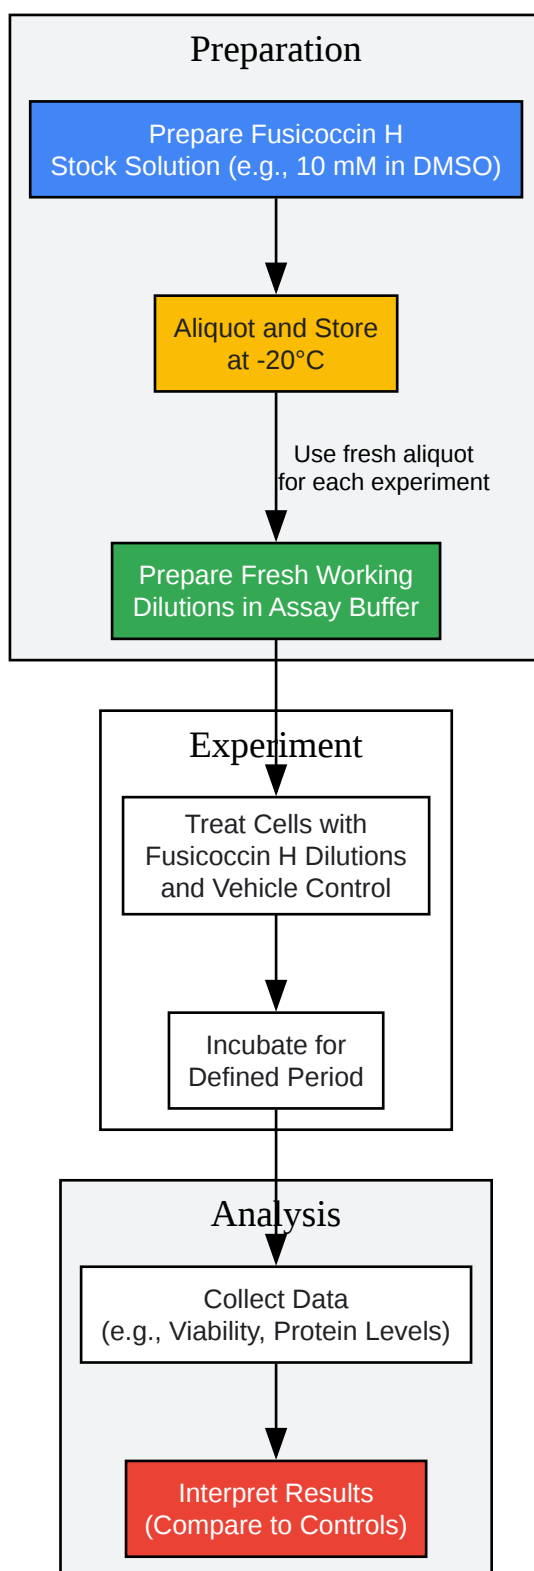 Preparation
Prepare Fusicoccin H
Stock Solution (e.g., 10 mM in DMSO)
Aliquot and Store
at -20°C
Use fresh aliquot
for each experiment
Prepare Fresh Working
Dilutions in Assay Buffer
Experiment
Treat Cells with
Fusicoccin H Dilutions
and Vehicle Control
Incubate for
Defined Period
Analysis
Collect Data
(e.g., Viability, Protein Levels)
Interpret Results
(Compare to Controls)